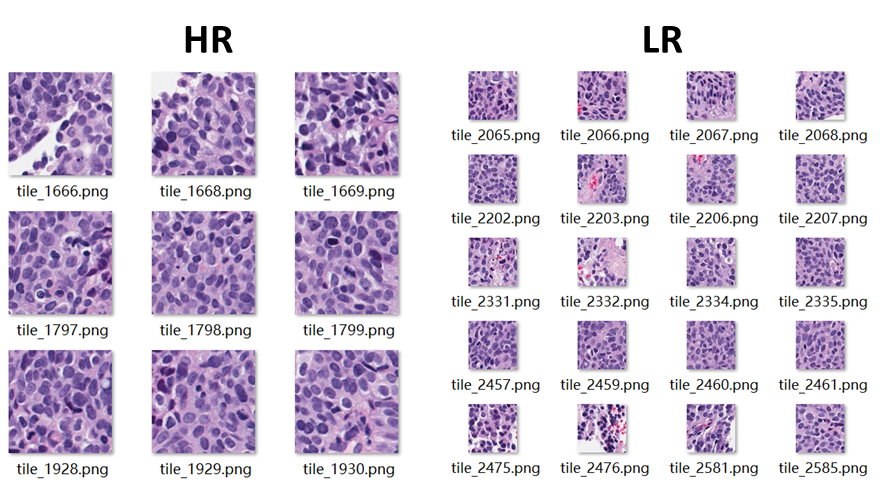 HR
LR
tile_1666.png tile_1668.png tile_1669.png
tile_1797.png tile_1798.png tile_1799.png
tile_1928.png tile_1929.png tile_1930.png
tile_2065.png tile_2066.png tile_2067.png tile_2068.png
tile_2202.png tile_2203.png tile_2206.png tile_2207.png
tile_2331.png tile_2332.png tile_2334.png tile_2335.png
tile_2457.png tile_2459.png tile_2460.png tile_2461.png
tile_2475.png tile_2476.png tile_2581.png tile_2585.png